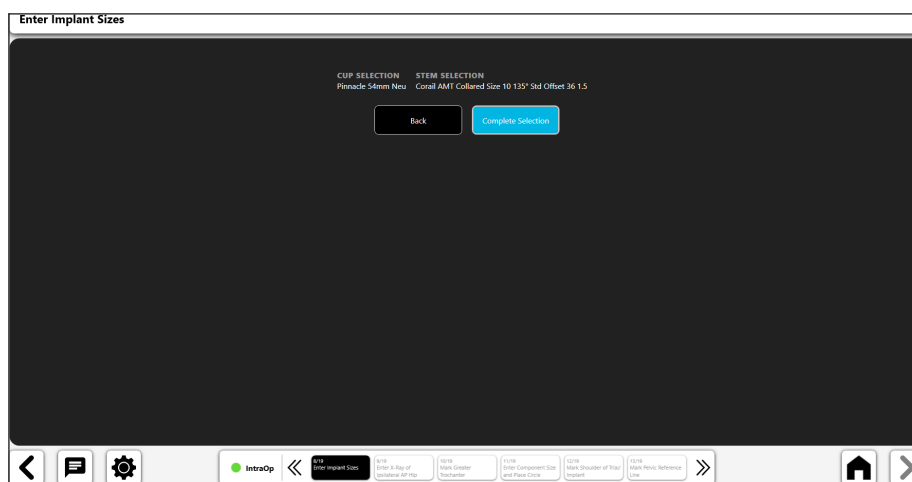 Enter Implant Sizes
CUP SELECTION STEM SELECTION
Pinnacle 54mm Neu Corail AMT Collared Size 10 135° Std Offset 36 1.5
Back Complete Selection
IntraOp
8/19
Enter Implant Sizes
9/19
Enter X-Ray of
Ipsilateral AP Hip
10/19
Mark Greater
Trochanter
11/19
Enter Component Size
and Place Circle
12/19
Mark Shoulder of Trial/
Implant
13/19
Mark Pelvic Reference
Line